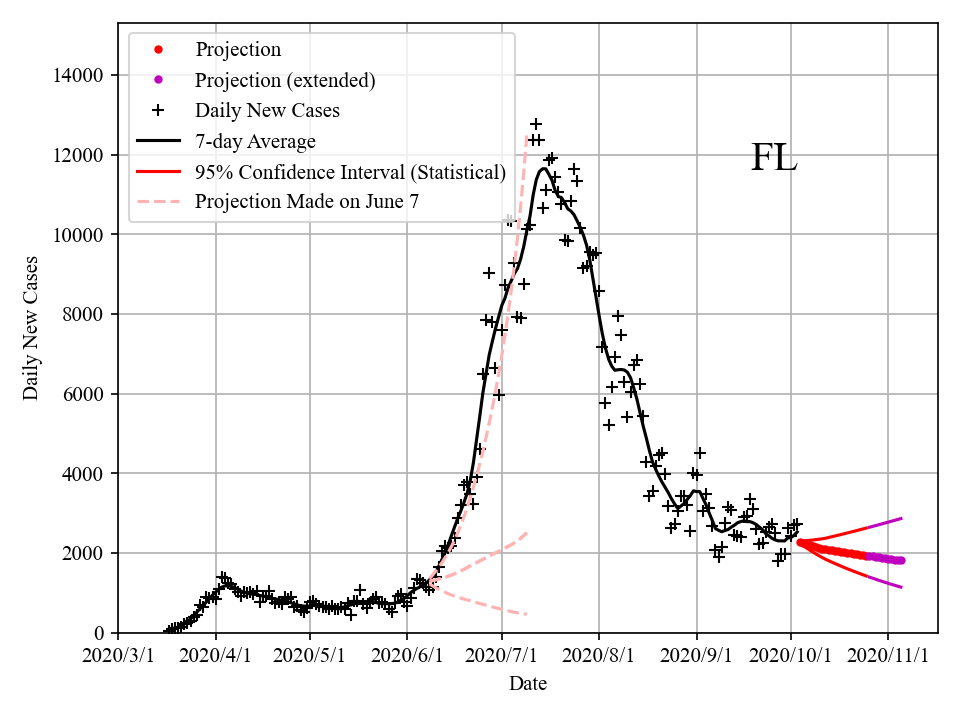 Projection
Projection (extended)
Daily New Cases
7-day Average
95% Confidence Interval (Statistical)
Projection Made on June 7
FL
14000
12000
10000
8000
6000
4000
2000
0
Daily New Cases
2020/3/1 2020/4/1 2020/5/1 2020/6/1 2020/7/1 2020/8/1 2020/9/1 2020/10/1 2020/11/1
Date